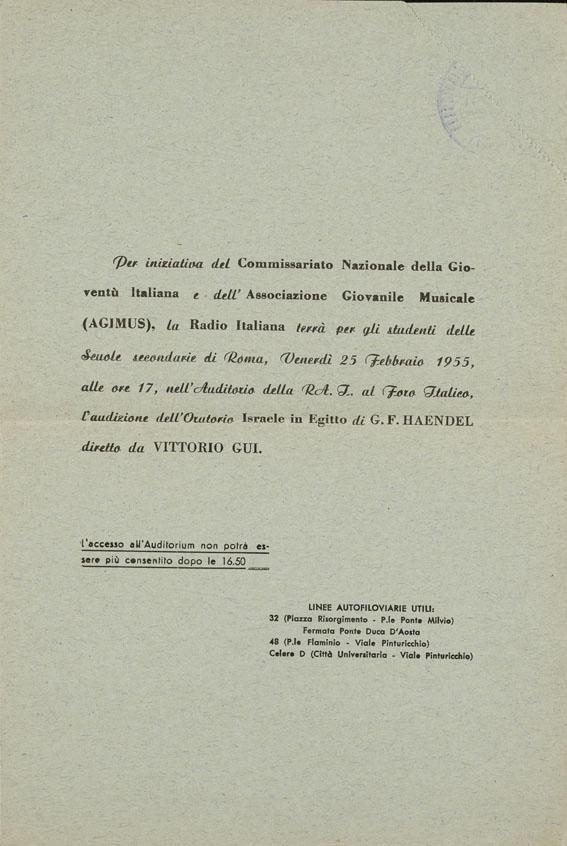 Per iniziativa del Commissariato Nazionale della Gio-
ventù Italiana e dell'Associazione Giovanile Musicale
(AGIMUS), la Radio Italiana terrà per gli studenti delle
Scuole secondarie di Roma, Venerdì 25 Febbraio 1955,
alle ore 17, nell'Auditorio della RA. I. al Foro Italico,
l'audizione dell'Oratorio Israele in Egitto di G. F. HAENDEL
diretto da VITTORIO GUI.
L'accesso all'Auditorium non potrà es-
sere più consentito dopo le 16.50
LINEE AUTOFILOVIARIE UTILI:
32 (Piazza Risorgimento - P.le Ponte Milvio)
Fermata Ponte Duca D'Aosta
48 (P.le Flaminio - Viale Pinturicchio)
Celere D (Città Universitaria - Viale Pinturicchio)